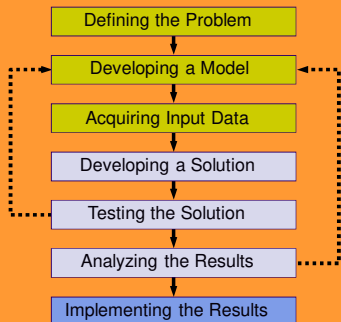 Defining the Problem
Developing a Model
Acquiring Input Data
Developing a Solution
Testing the Solution
Analyzing the Results
Implementing the Results